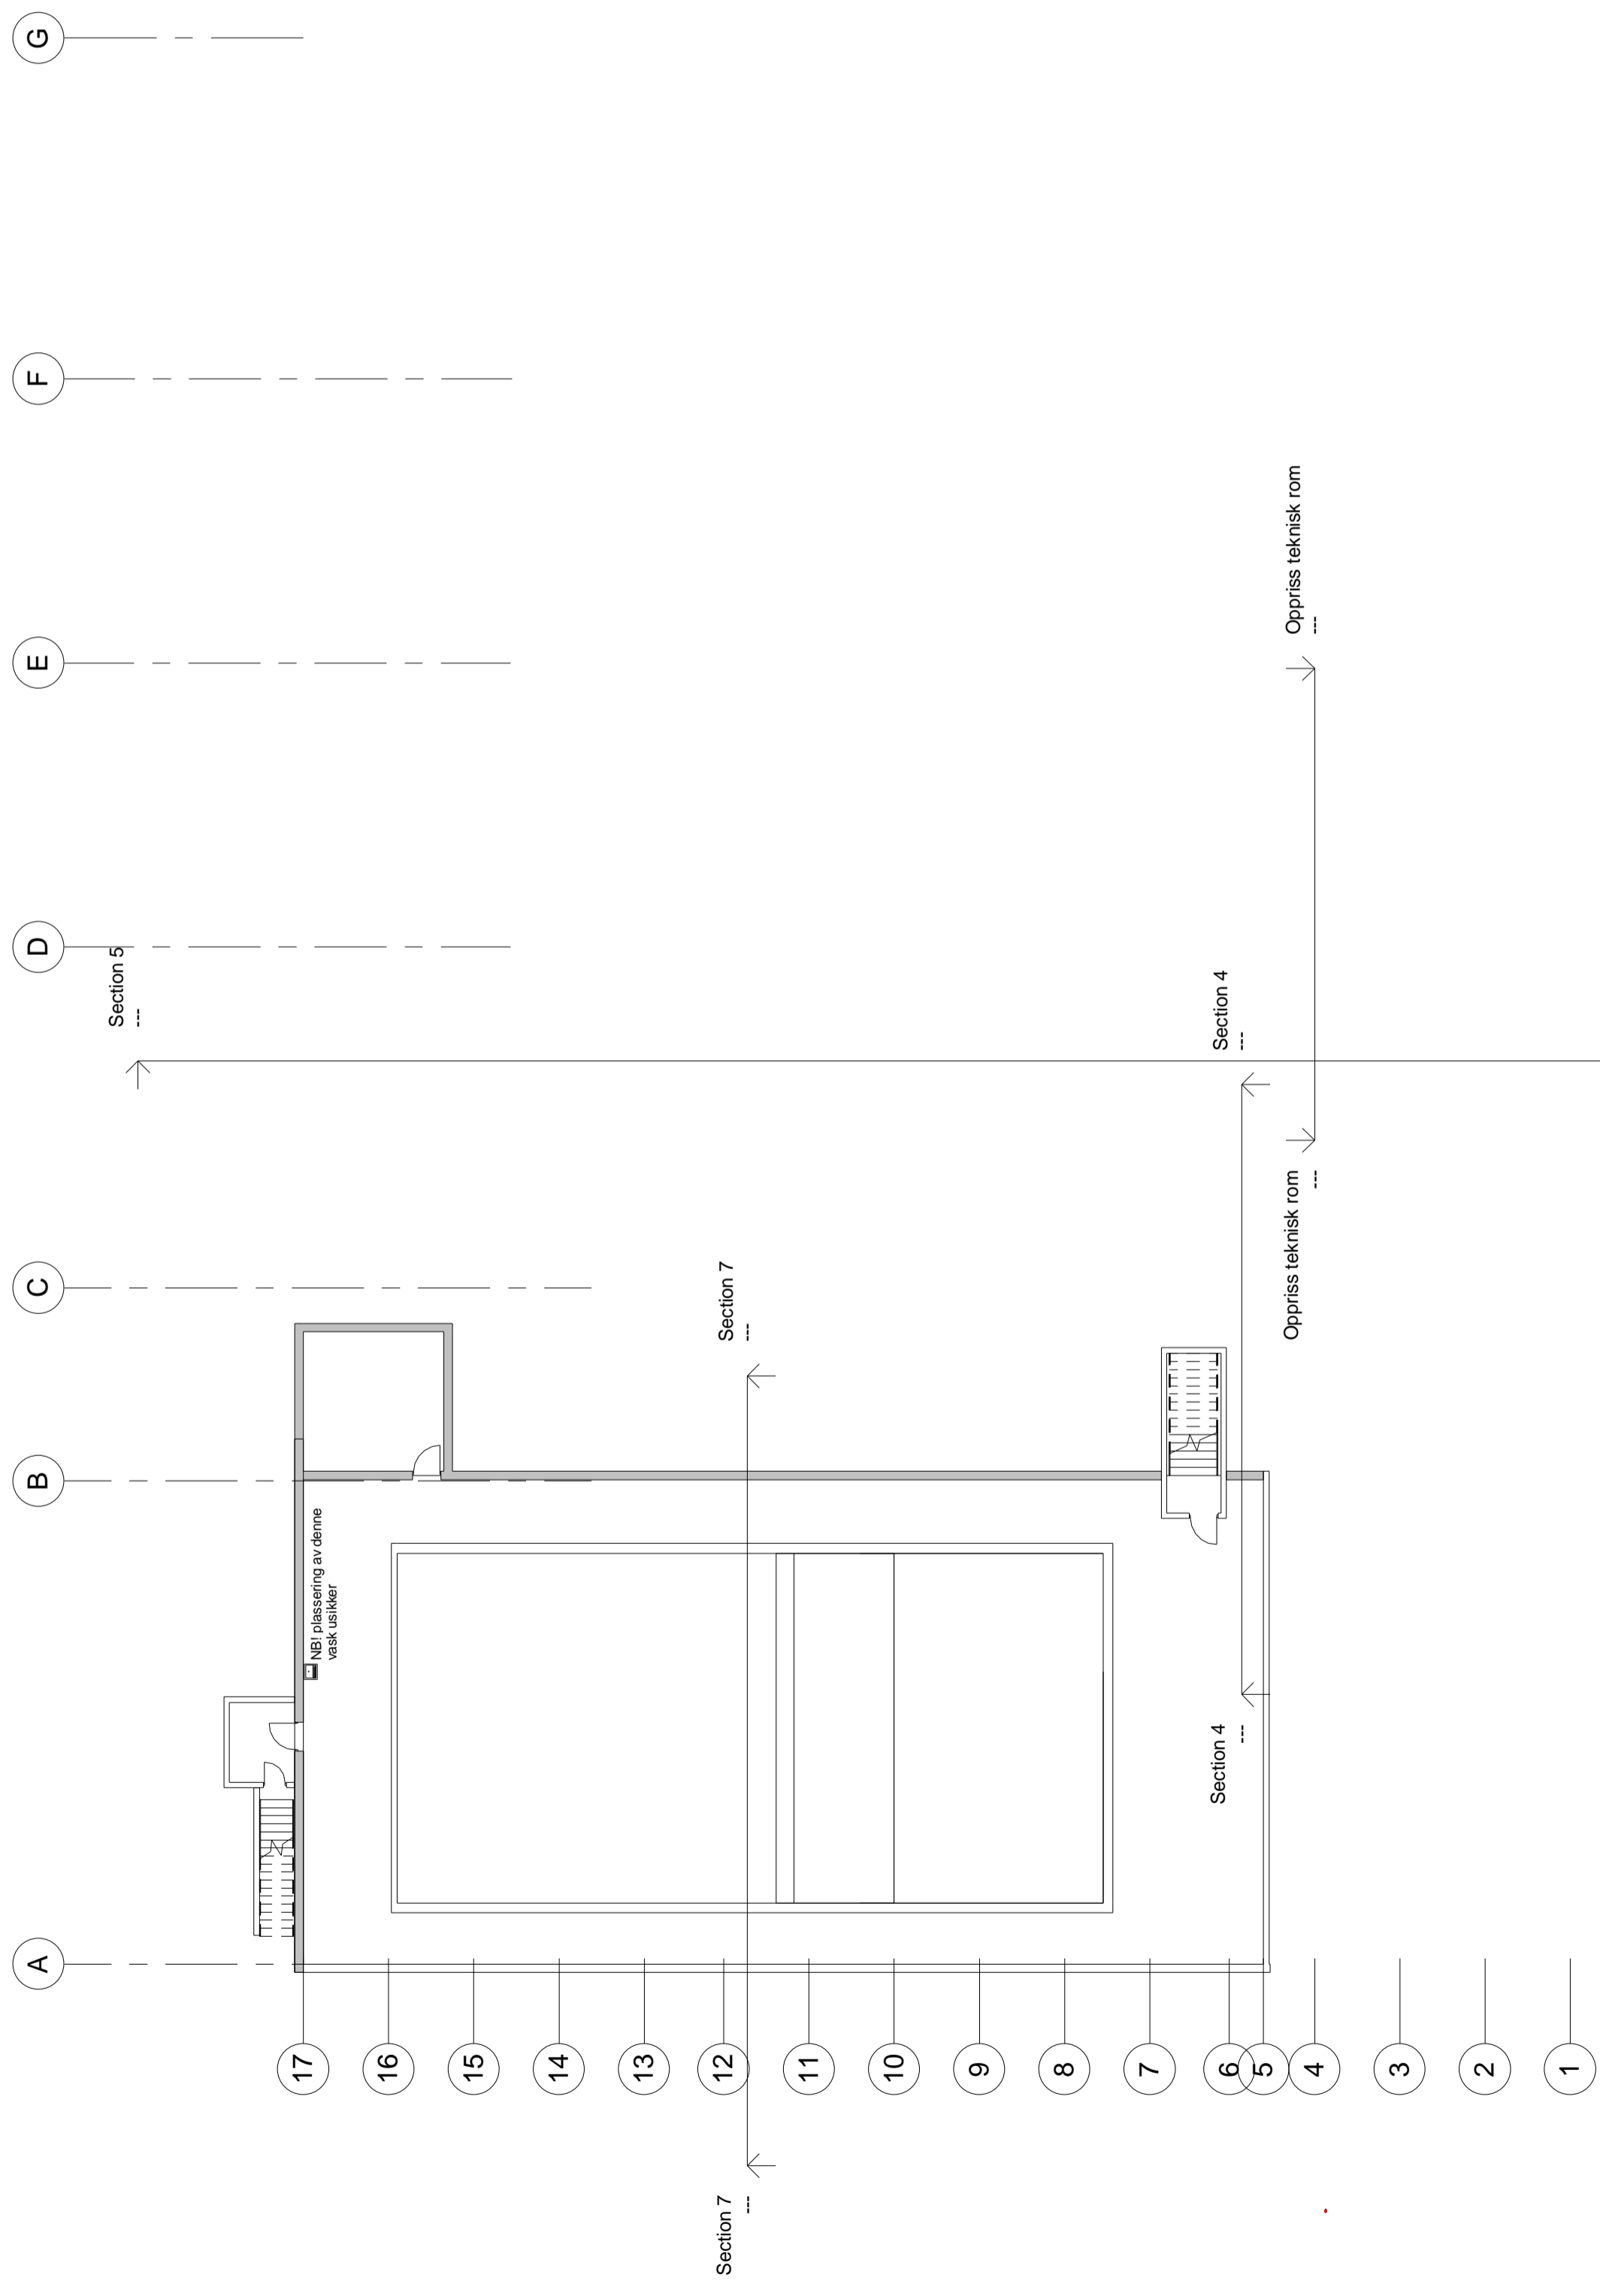 G
F
E
D
C
B
A
Section 5
---
Oppriss teknisk rom
---
Section 4
---
Oppriss teknisk rom
---
Section 7
---
NB! plassering av denne
vask usikker
Section 4
---
17
16
15
14
13
12
11
10
9
8
7
6
5
4
3
2
1
Section 7
---